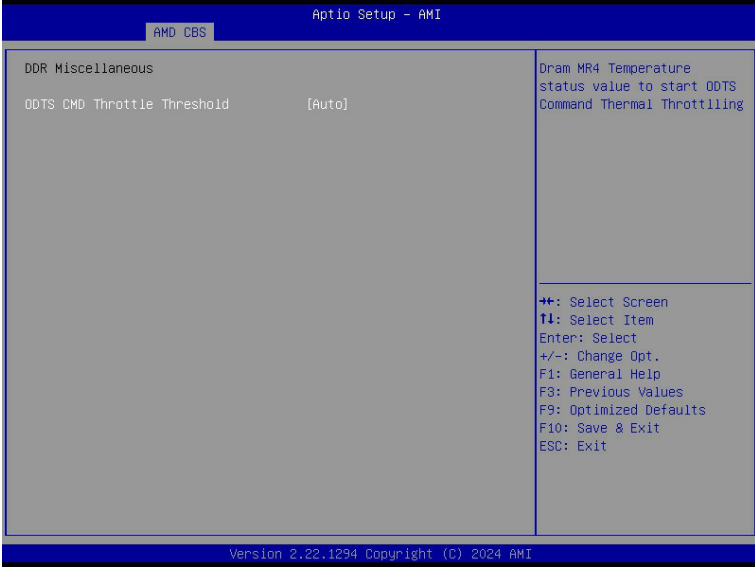 Aptio Setup - AMI
AMD CBS
DDR Miscellaneous
ODTS CMD Throttle Threshold [Auto]
Dram MR4 Temperature
status value to start ODTS
Command Thermal Throttlling
→←: Select Screen
↑↓: Select Item
Enter: Select
+/-: Change Opt.
F1: General Help
F3: Previous Values
F9: Optimized Defaults
F10: Save & Exit
ESC: Exit
Version 2.22.1294 Copyright (C) 2024 AMI